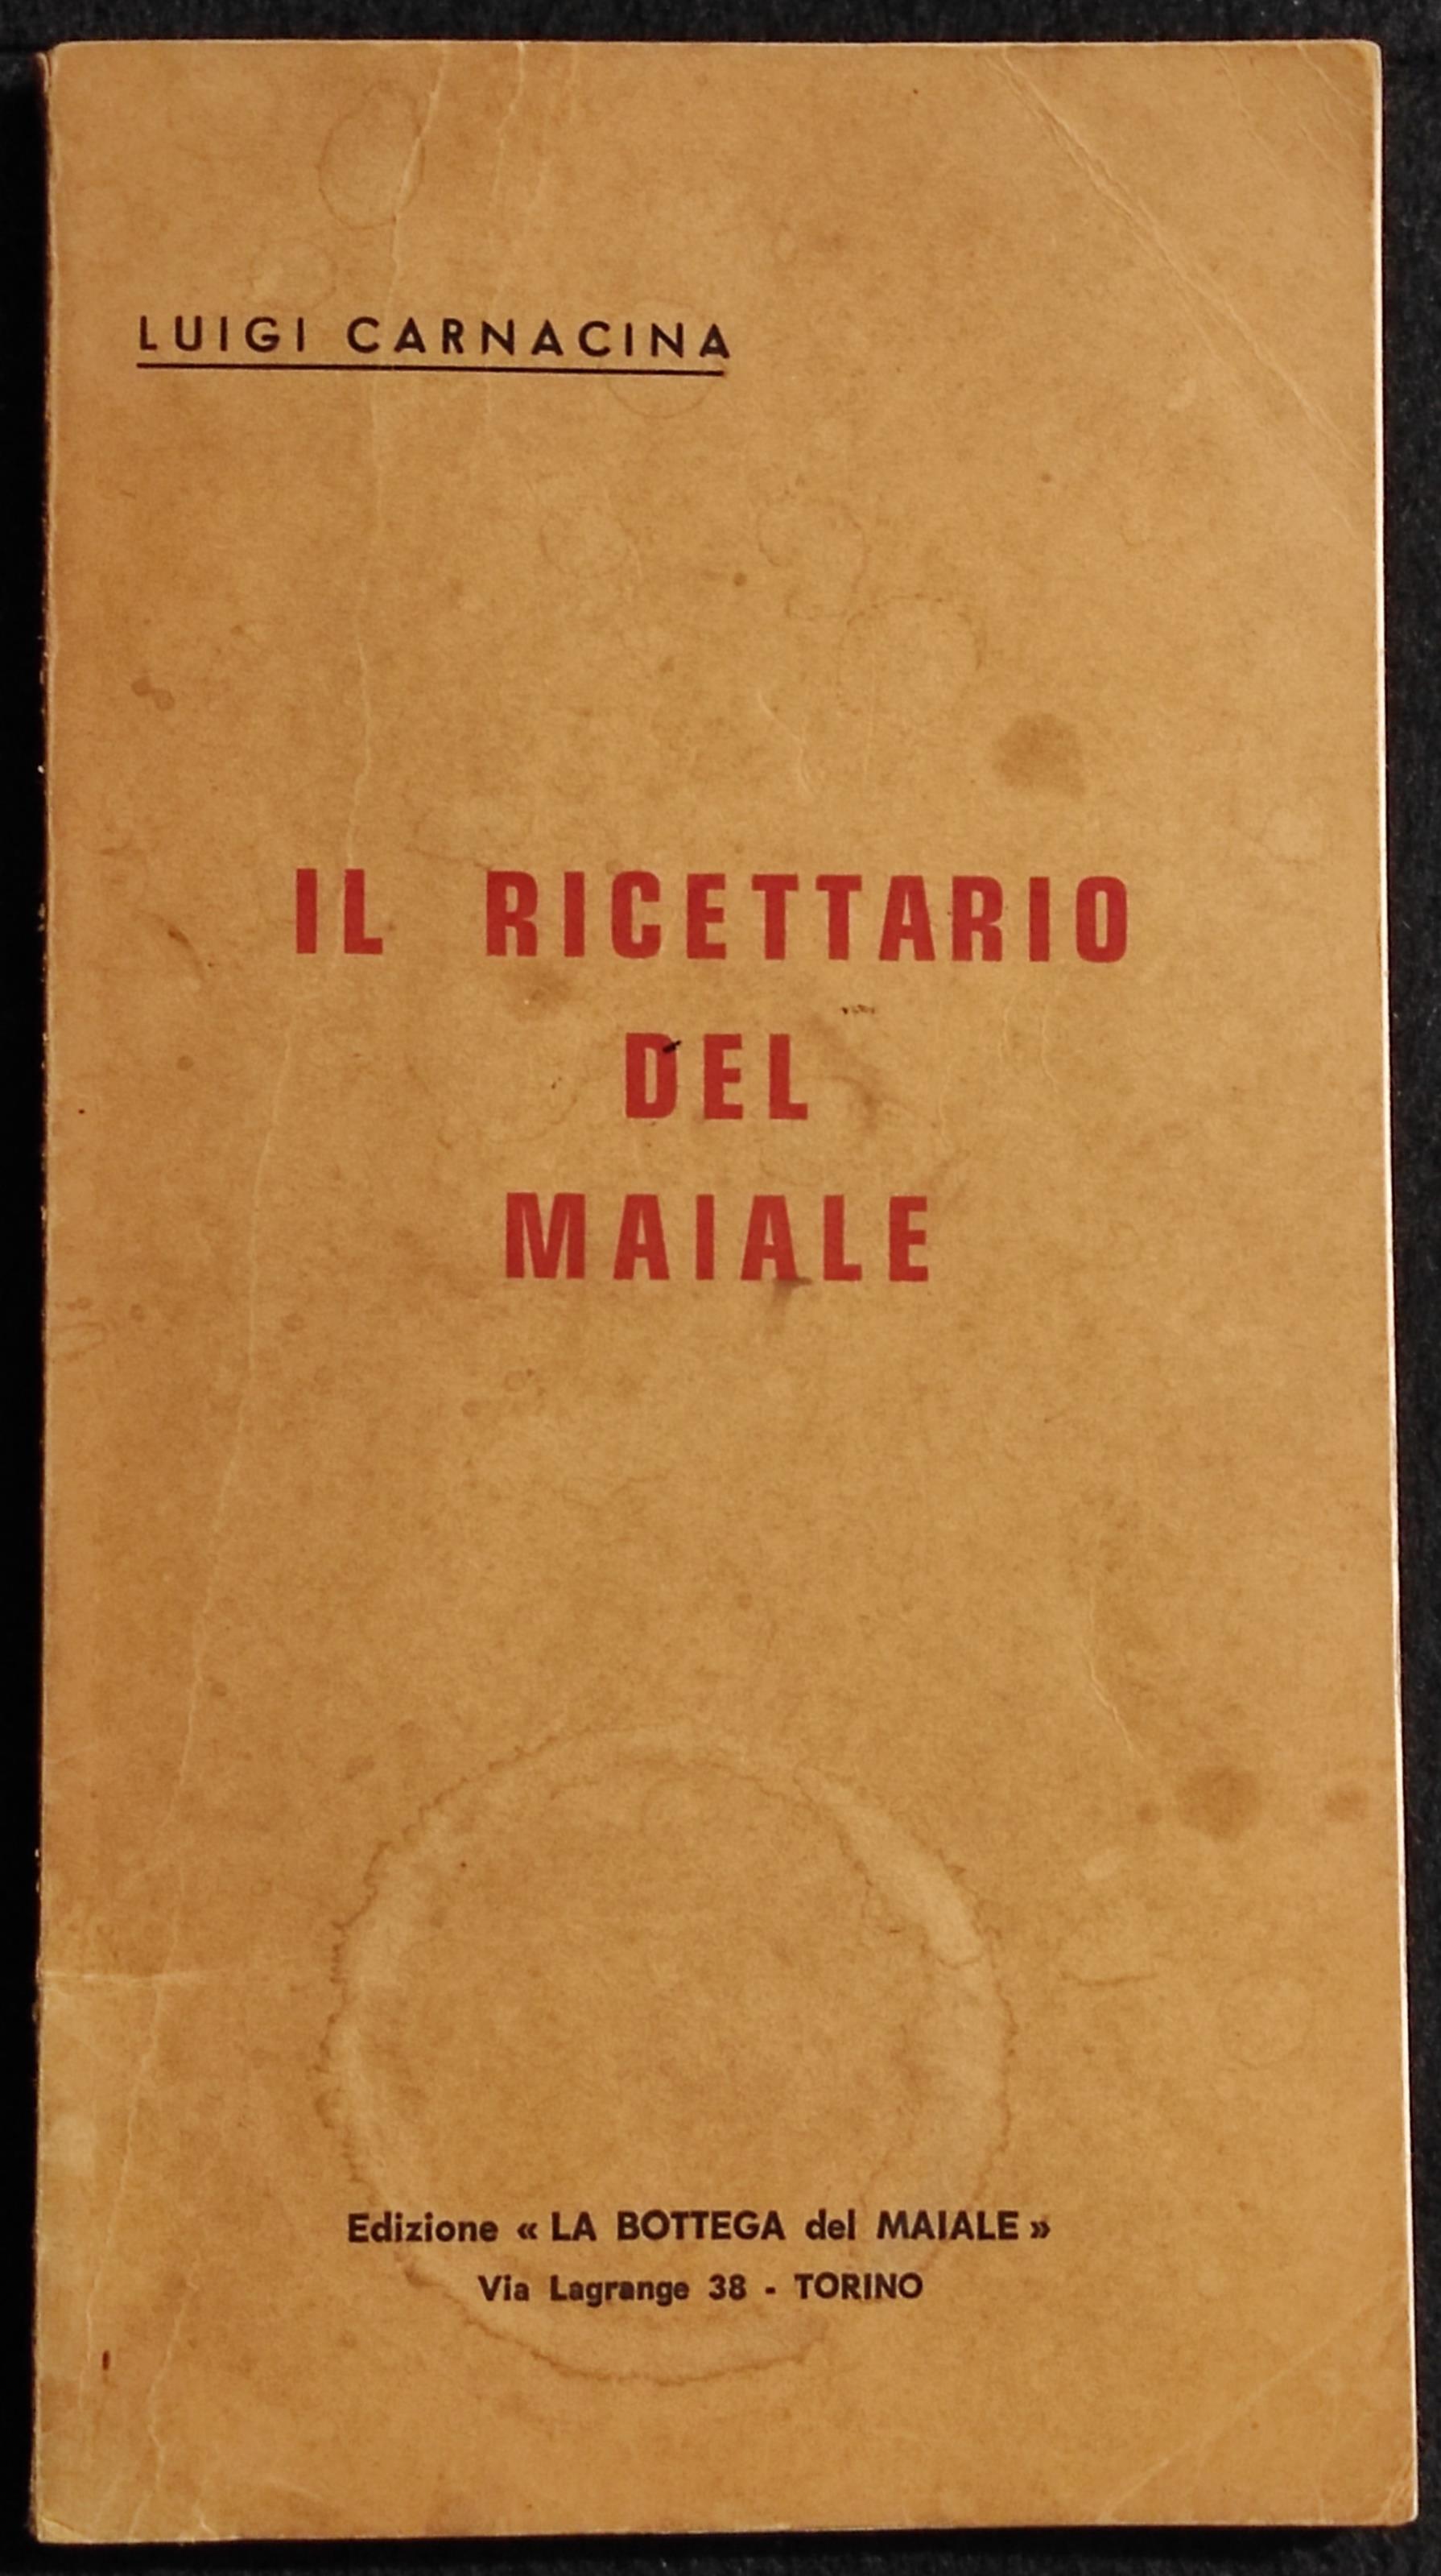 LUIGI CARNACINA
IL RICETTARIO
DEL
MAIALE
Edizione « LA BOTTEGA del MAIALE »
Via Lagrange 38 - TORINO